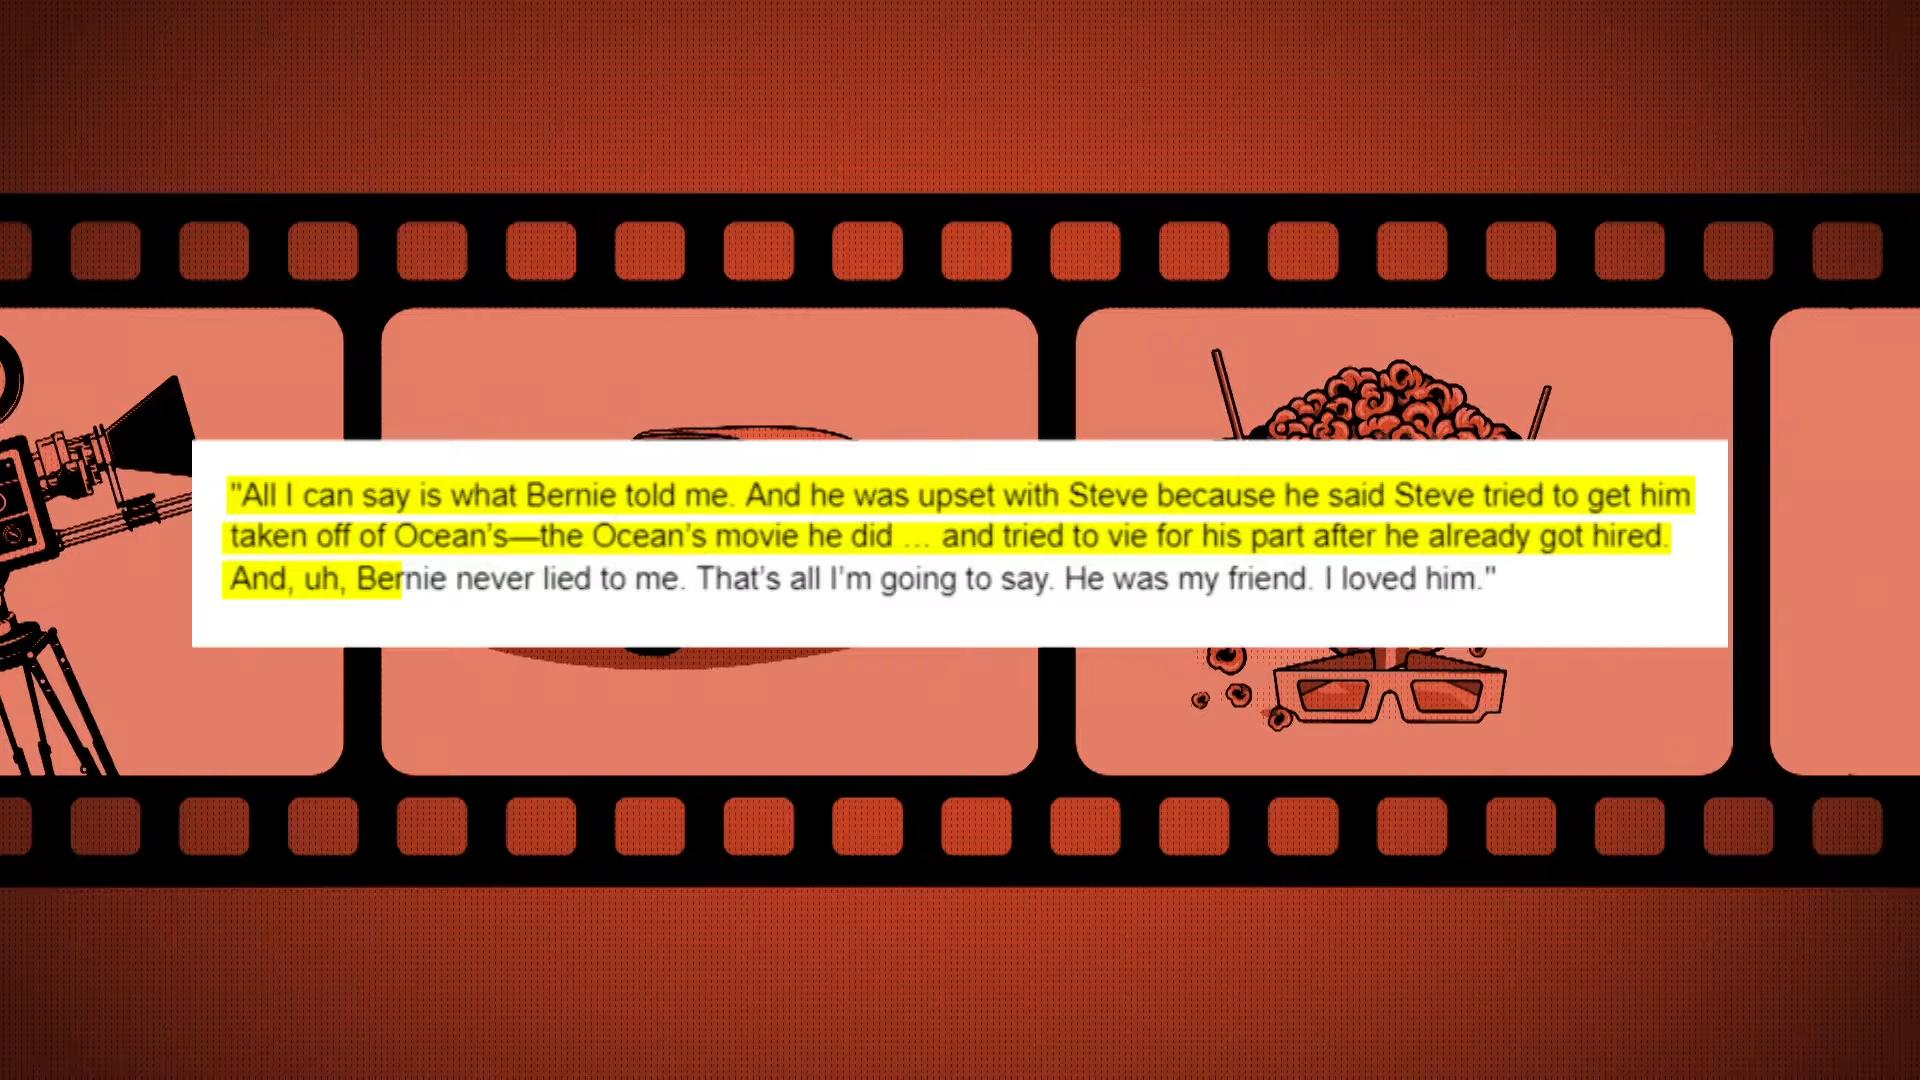 "All I can say is what Bernie told me. And he was upset with Steve because he said Steve tried to get him
taken off of Ocean's—the Ocean's movie he did ... and tried to vie for his part after he already got hired.
And, uh, Bernie never lied to me. That's all I'm going to say. He was my friend. I loved him."